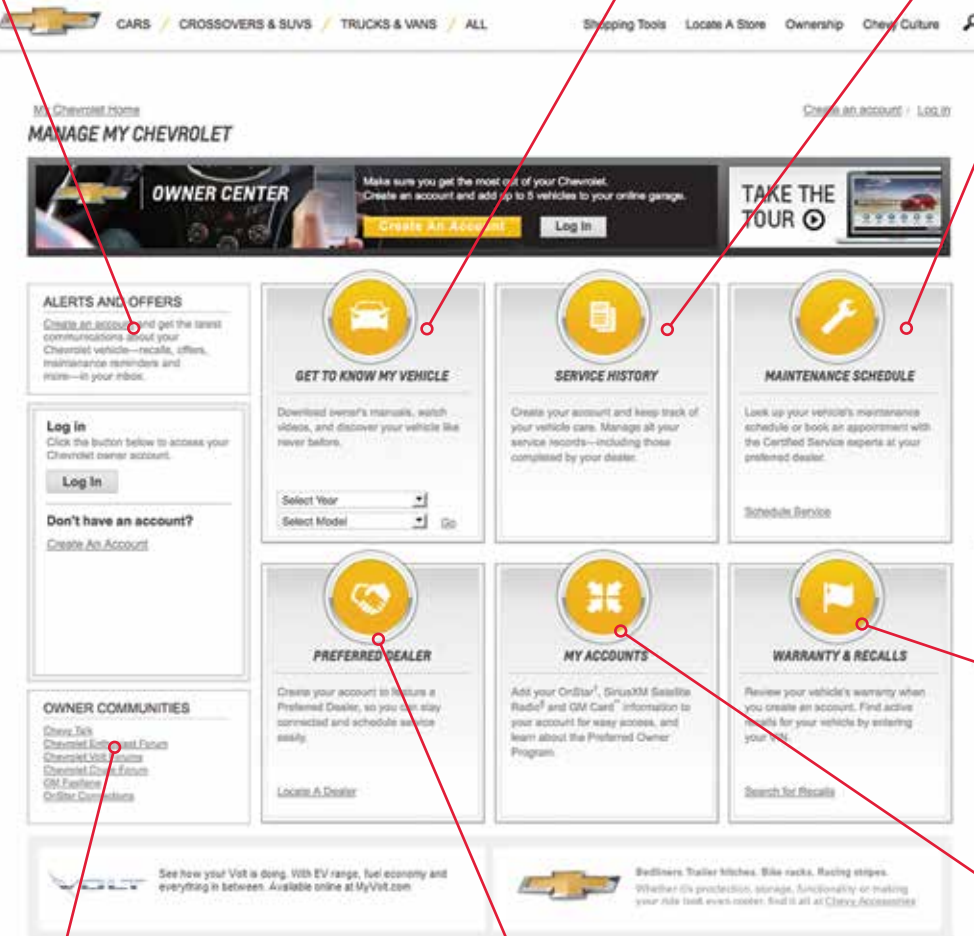 CARS / CROSSOVERS & SUVS / TRUCKS & VANS / ALL
Shopping Tools Locate A Store Ownership Chevy Culture
My Chevrolet Home
Create an account / Log in
MANAGE MY CHEVROLET
OWNER CENTER
Make sure you get the most out of your Chevrolet.
Create an account and add up to 5 vehicles to your online garage.
Create An Account
Log In
TAKE THE
TOUR
ALERTS AND OFFERS
Create an account and get the latest
communications about your
Chevrolet vehicle—recalls, offers,
maintenance reminders and
more—in your inbox.
Log in
Click the button below to access your
Chevrolet owner account.
Log In
Don't have an account?
Create An Account
OWNER COMMUNITIES
Chevy Talk
Chevrolet Enthusiast Forum
Chevrolet Volt Forums
Chevrolet Cruze Forum
GM Fastlane
OnStar Connections
GET TO KNOW MY VEHICLE
Download owner's manuals, watch
videos, and discover your vehicle like
never before.
Select Year
Select Model
Go
SERVICE HISTORY
Create your account and keep track of
your vehicle care. Manage all your
service records—including those
completed by your dealer.
MAINTENANCE SCHEDULE
Look up your vehicle's maintenance
schedule or book an appointment with
the Certified Service experts at your
preferred dealer.
Schedule Service
PREFERRED DEALER
Create your account to feature a
Preferred Dealer, so you can stay
connected and schedule service
easily.
Locate A Dealer
MY ACCOUNTS
Add your OnStar†, SiriusXM Satellite
Radio and GM Card information to
your account for easy access, and
learn about the Preferred Owner
Program.
WARRANTY & RECALLS
Review your vehicle's warranty when
you create an account. Find active
recalls for your vehicle by entering
your VIN.
Search for Recalls
VOLT
See how your Volt is doing. With EV range, fuel economy and
everything in between. Available online at MyVolt.com
Bedliners. Trailer hitches. Bike racks. Racing stripes.
Whether it's protection, storage, functionality or making
your ride look even cooler, find it all at Chevy Accessories